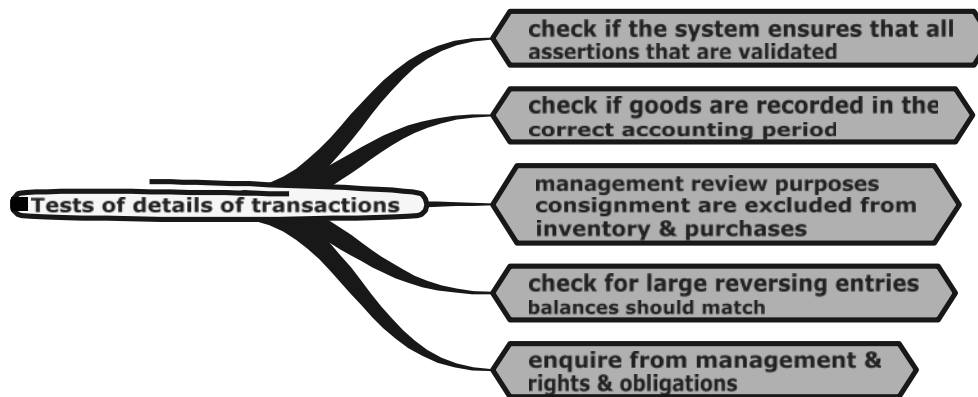 check if the system ensures that all
assertions that are validated
check if goods are recorded in the
correct accounting period
Tests of details of transactions
management review purposes
consignment are excluded from
inventory & purchases
check for large reversing entries
balances should match
enquire from management &
rights & obligations